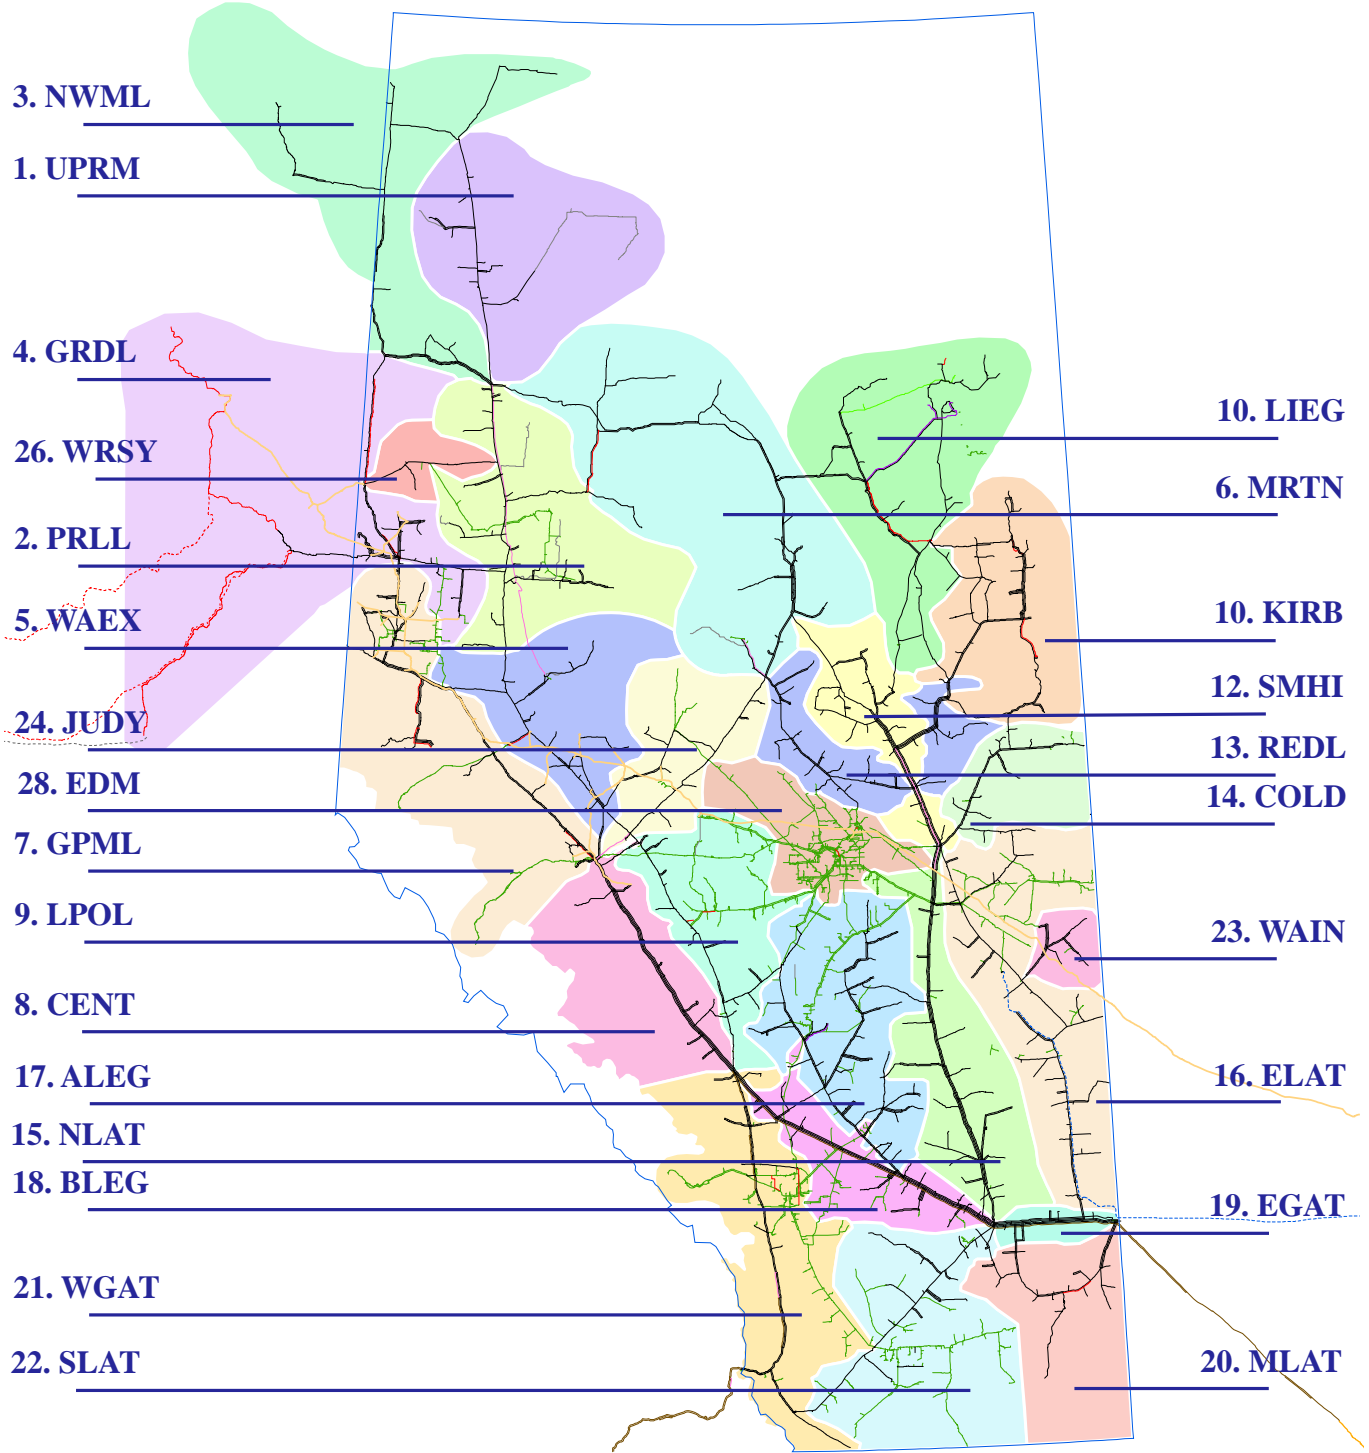 3. NWML
1. UPRM
4. GRDL
26. WRSY
2. PRLL
5. WAEX
24. JUDY
28. EDM
7. GPML
9. LPOL
8. CENT
17. ALEG
15. NLAT
18. BLEG
21. WGAT
22. SLAT
10. LIEG
6. MRTN
10. KIRB
12. SMHI
13. REDL
14. COLD
23. WAIN
16. ELAT
19. EGAT
20. MLAT